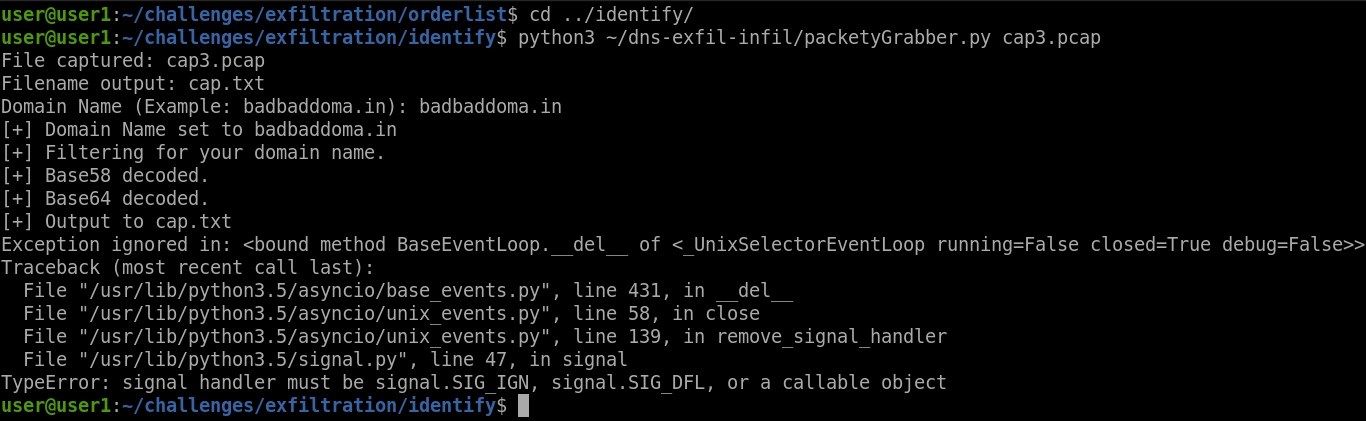 user@user1:~/challenges/exfiltration/orderlist$ cd ../identify/
user@user1:~/challenges/exfiltration/identify$ python3 ~/dns-exfil-infil/packetyGrabber.py cap3.pcap
File captured: cap3.pcap
Filename output: cap.txt
Domain Name (Example: badbaddoma.in): badbaddoma.in
[+] Domain Name set to badbaddoma.in
[+] Filtering for your domain name.
[+] Base58 decoded.
[+] Base64 decoded.
[+] Output to cap.txt
Exception ignored in: <bound method BaseEventLoop.__del__ of <_UnixSelectorEventLoop running=False closed=True debug=False>>
Traceback (most recent call last):
  File "/usr/lib/python3.5/asyncio/base_events.py", line 431, in __del__
  File "/usr/lib/python3.5/asyncio/unix_events.py", line 58, in close
  File "/usr/lib/python3.5/asyncio/unix_events.py", line 139, in remove_signal_handler
  File "/usr/lib/python3.5/signal.py", line 47, in signal
TypeError: signal handler must be signal.SIG_IGN, signal.SIG_DFL, or a callable object
user@user1:~/challenges/exfiltration/identify$